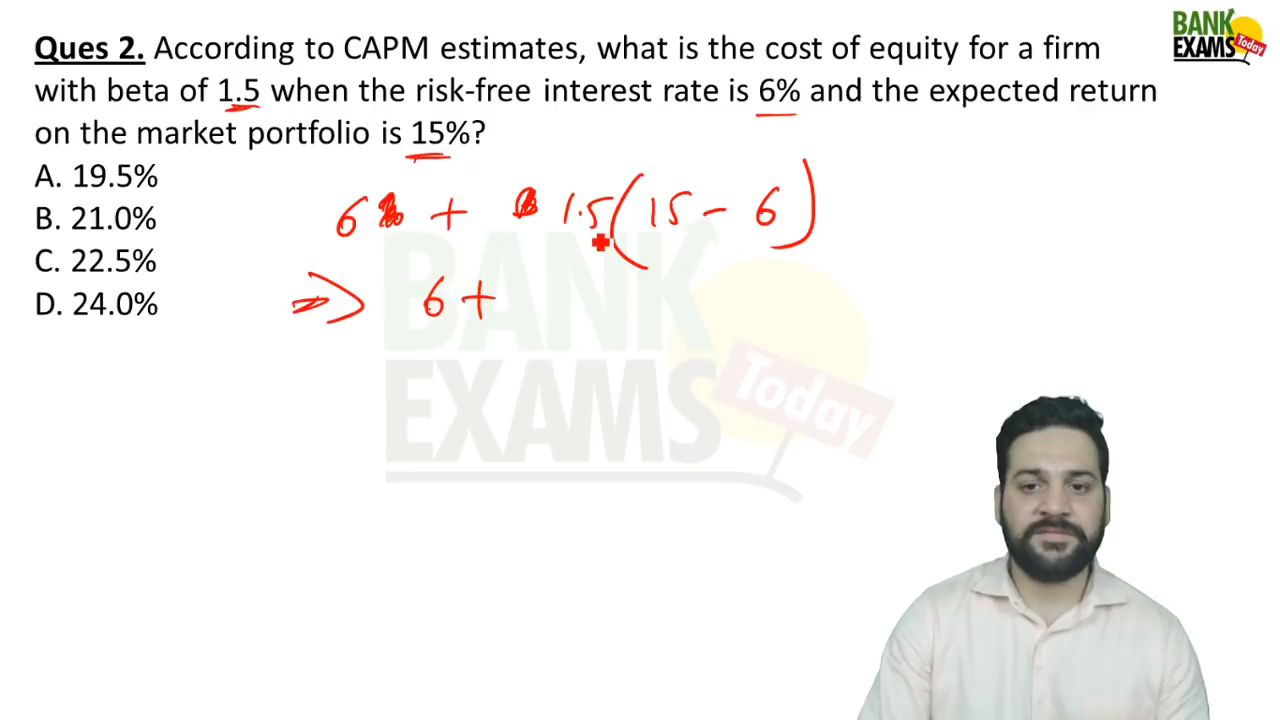 BANK
EXAMS Today
Ques 2. According to CAPM estimates, what is the cost of equity for a firm
with beta of 1.5 when the risk-free interest rate is 6% and the expected return
on the market portfolio is 15%?
A. 19.5%
B. 21.0%
C. 22.5%
D. 24.0%
6 + 1.5(15 - 6)
=> 6 +
BANK
EXAMS
Today